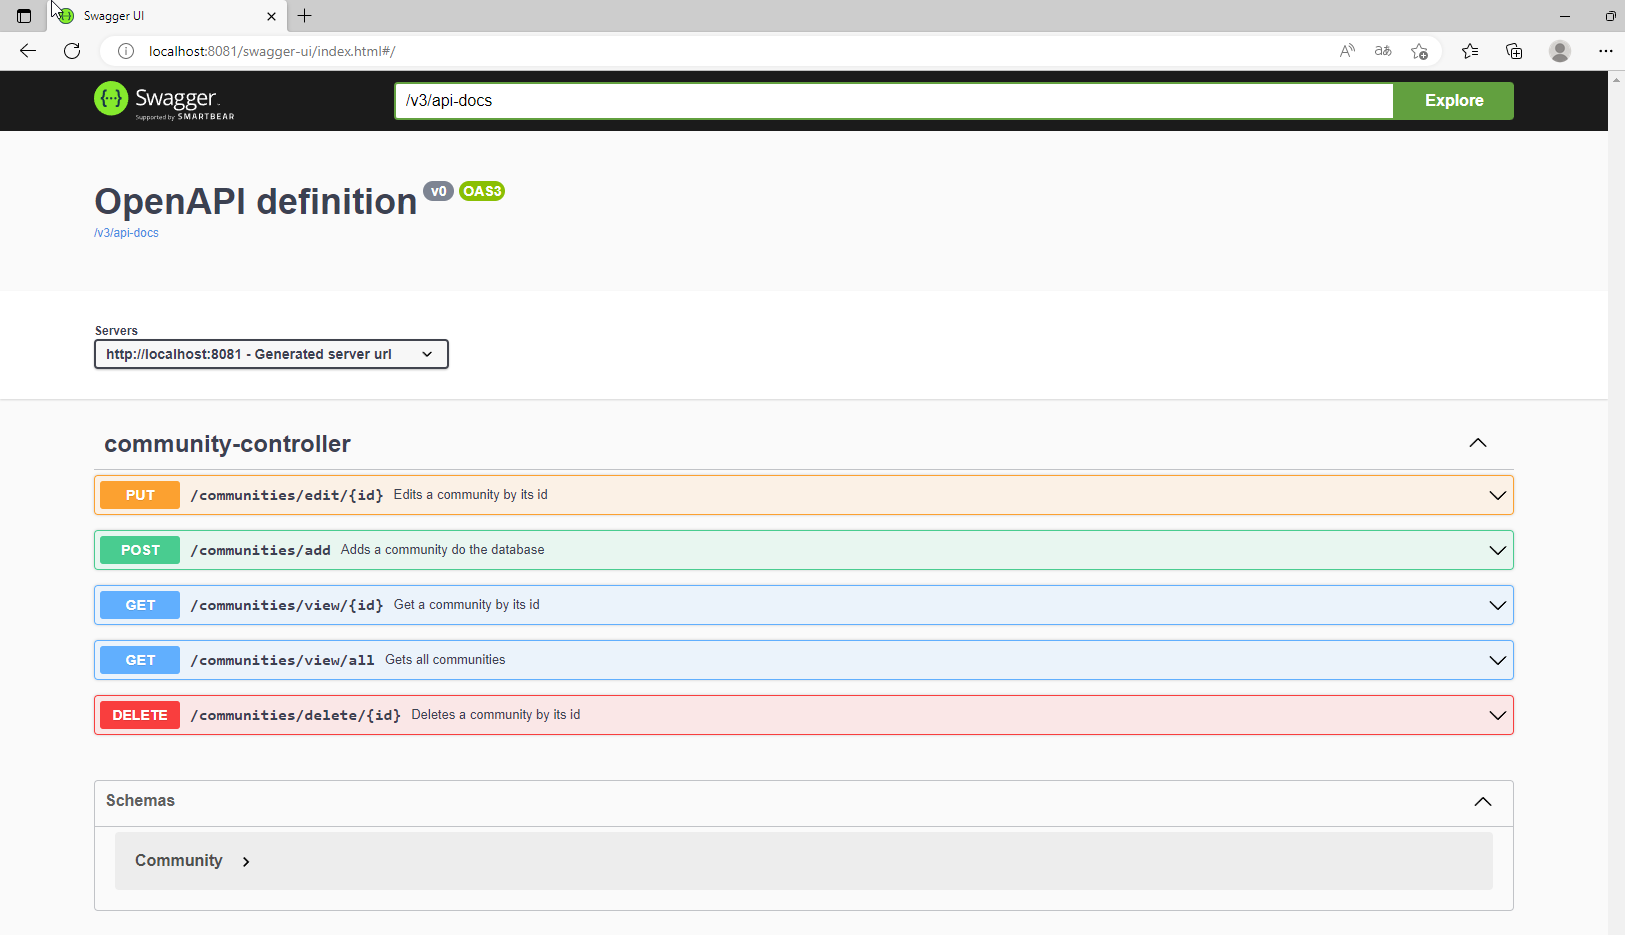 Swagger UI
localhost:8081/swagger-ui/index.html#/
Swagger
Supported by SMARTBEAR
/v3/api-docs
Explore
OpenAPI definition v0 OAS3
/v3/api-docs
Servers
http://localhost:8081 - Generated server url
community-controller
PUT /communities/edit/{id} Edits a community by its id
POST /communities/add Adds a community do the database
GET /communities/view/{id} Get a community by its id
GET /communities/view/all Gets all communities
DELETE /communities/delete/{id} Deletes a community by its id
Schemas
Community